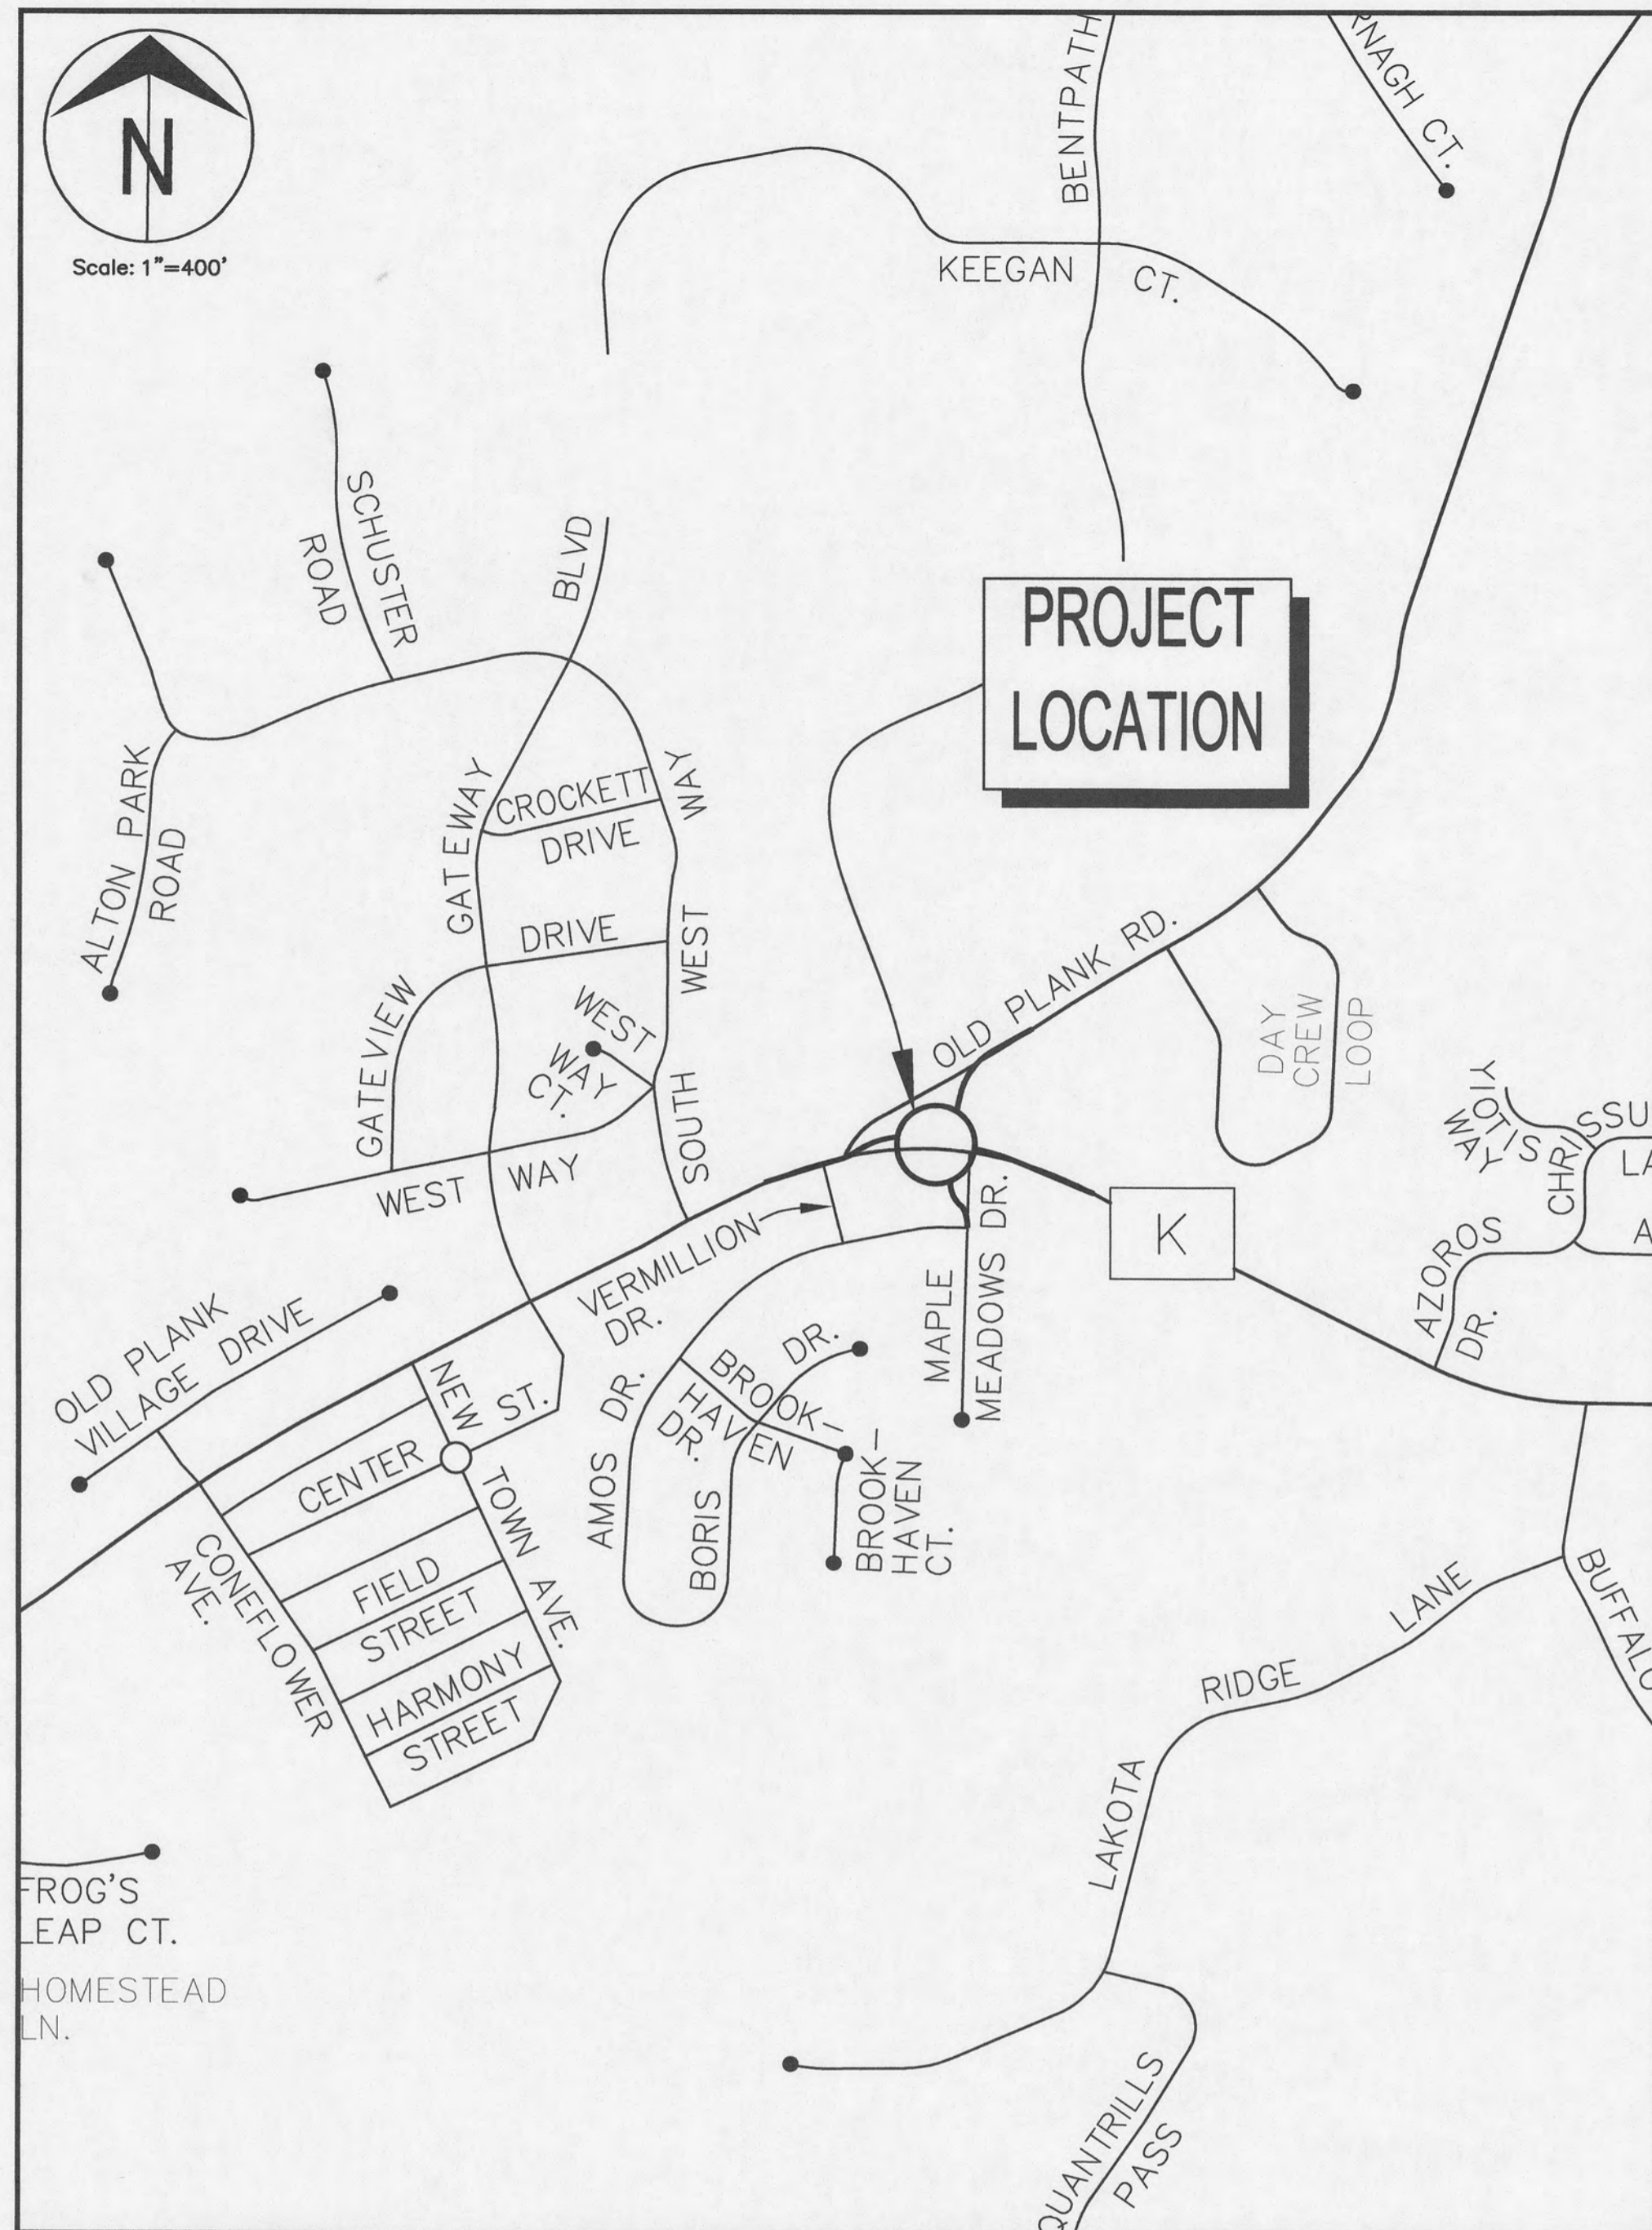 N
Scale: 1"=400'
BENTPATH
RNAGH CT.
KEEGAN CT.
SCHUSTER
ROAD
BLVD
PROJECT
LOCATION
ALTON PARK
ROAD
GATEWAY
CROCKETT
DRIVE
WAY
WEST
SOUTH
DRIVE
GATEVIEW
WEST
WAY
CT.
WEST WAY
OLD PLANK RD.
DAY
CREW
LOOP
YIOTIS
WAY
CHRI
SSU
LA
A
AZOROS
DR.
K
VERMILLION
DR.
MAPLE
MEADOWS DR.
OLD PLANK
VILLAGE DRIVE
NEW
TOWN AVE.
CENTER ST.
AMOS DR.
BROOK-
HAVEN
DR.
BORIS DR.
BROOK-
HAVEN
CT.
CONEFLOWER
AVE.
FIELD
STREET
HARMONY
STREET
LAKOTA RIDGE LANE
BUFFALO
FROG'S
LEAP CT.
HOMESTEAD
LN.
QUANTRILLS
PASS